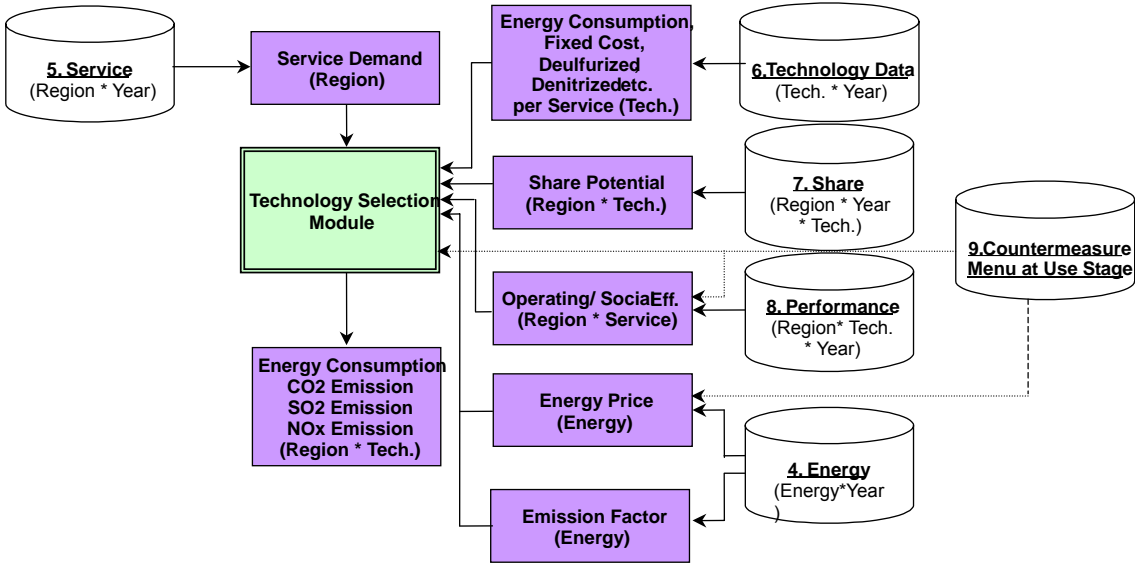 5. Service
(Region * Year)
Service Demand
(Region)
Energy Consumption,
Fixed Cost,
Deulfurized,
Denitrizedetc.
per Service (Tech.)
6.Technology Data
(Tech. * Year)
Technology Selection
Module
Share Potential
(Region * Tech.)
7. Share
(Region * Year
* Tech.)
9.Countermeasure
Menu at Use Stage
Operating/ SociaEff.
(Region * Service)
8. Performance
(Region* Tech.
* Year)
Energy Consumption
CO2 Emission
SO2 Emission
NOx Emission
(Region * Tech.)
Energy Price
(Energy)
4. Energy
(Energy*Year
)
Emission Factor
(Energy)